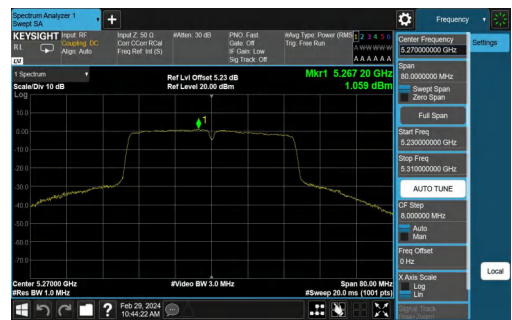 Spectrum Analyzer 1
Swept SA
+
Frequency
KEYSIGHT
RL
LV
Input: RF
Coupling: DC
Align: Auto
Input Z: 50 Ω
Corr CCorr RCal
Freq Ref: Int (S)
#Atten: 30 dB
PNO: Fast
Gate: Off
IF Gain: Low
Sig Track: Off
#Avg Type: Power (RMS)
Trig: Free Run
1 2 3 4 5 6
A WWWWW
A A A A A A
1 Spectrum
Scale/Div 10 dB
Ref Lvl Offset 5.23 dB
Ref Level 20.00 dBm
Mkr1 5.267 20 GHz
1.059 dBm
Log
10.0
0.00
-10.0
-20.0
-30.0
-40.0
-50.0
-60.0
-70.0
1
Center 5.27000 GHz
#Res BW 1.0 MHz
#Video BW 3.0 MHz
Span 80.00 MHz
#Sweep 20.0 ms (1001 pts)
Center Frequency
5.270000000 GHz
Settings
Span
80.0000000 MHz
Swept Span
Zero Span
Full Span
Start Freq
5.230000000 GHz
Stop Freq
5.310000000 GHz
AUTO TUNE
CF Step
8.000000 MHz
Auto
Man
Freq Offset
0 Hz
X Axis Scale
Log
Lin
Local
Signal Track
?
Feb 29, 2024
10:44:22 AM